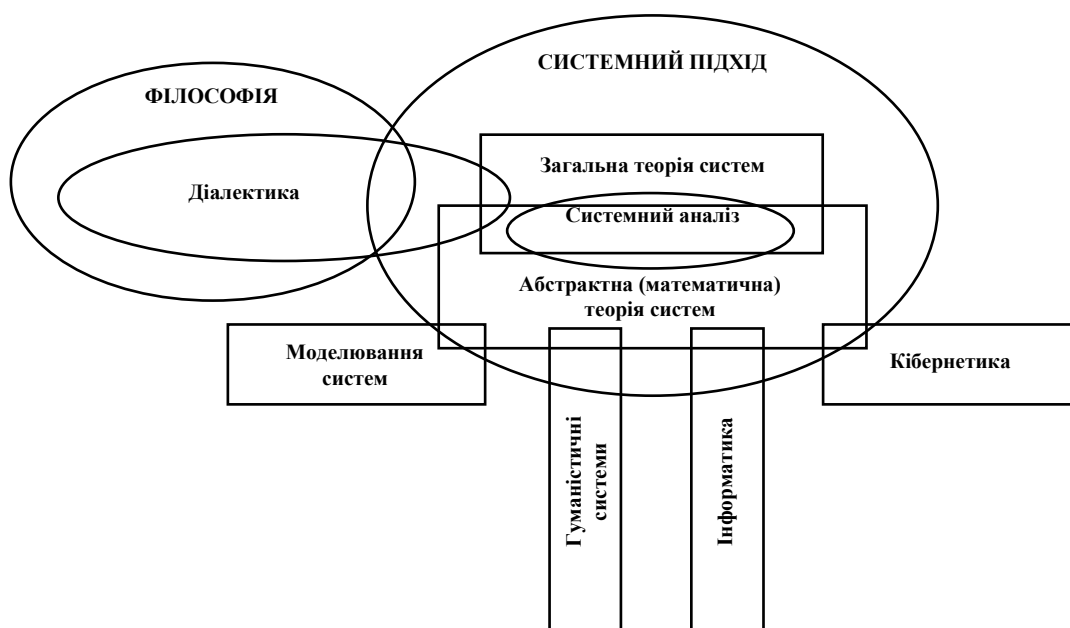 СИСТЕМНИЙ ПІДХІД
ФІЛОСОФІЯ
Загальна теорія систем
Діалектика
Системний аналіз
Абстрактна (математична)
теорія систем
Моделювання
систем
Кібернетика
Гуманістичні
системи
Інформатика